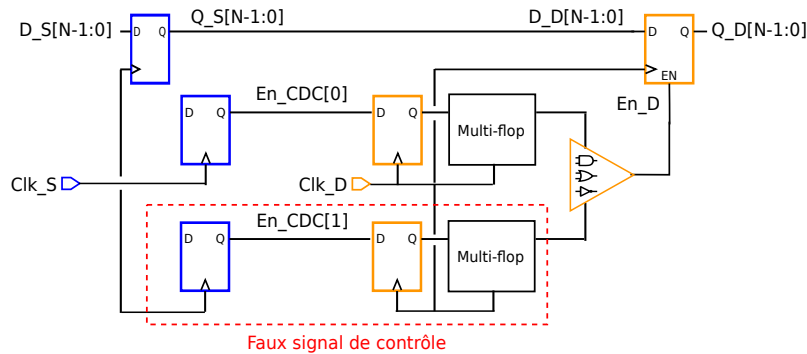 D_S[N-1:0] D Q Q_S[N-1:0] D_D[N-1:0] D Q Q_D[N-1:0]
EN
En_D
D Q En_CDC[0] D Q Multi-flop
Clk_S Clk_D
D Q En_CDC[1] D Q Multi-flop
Faux signal de contrôle